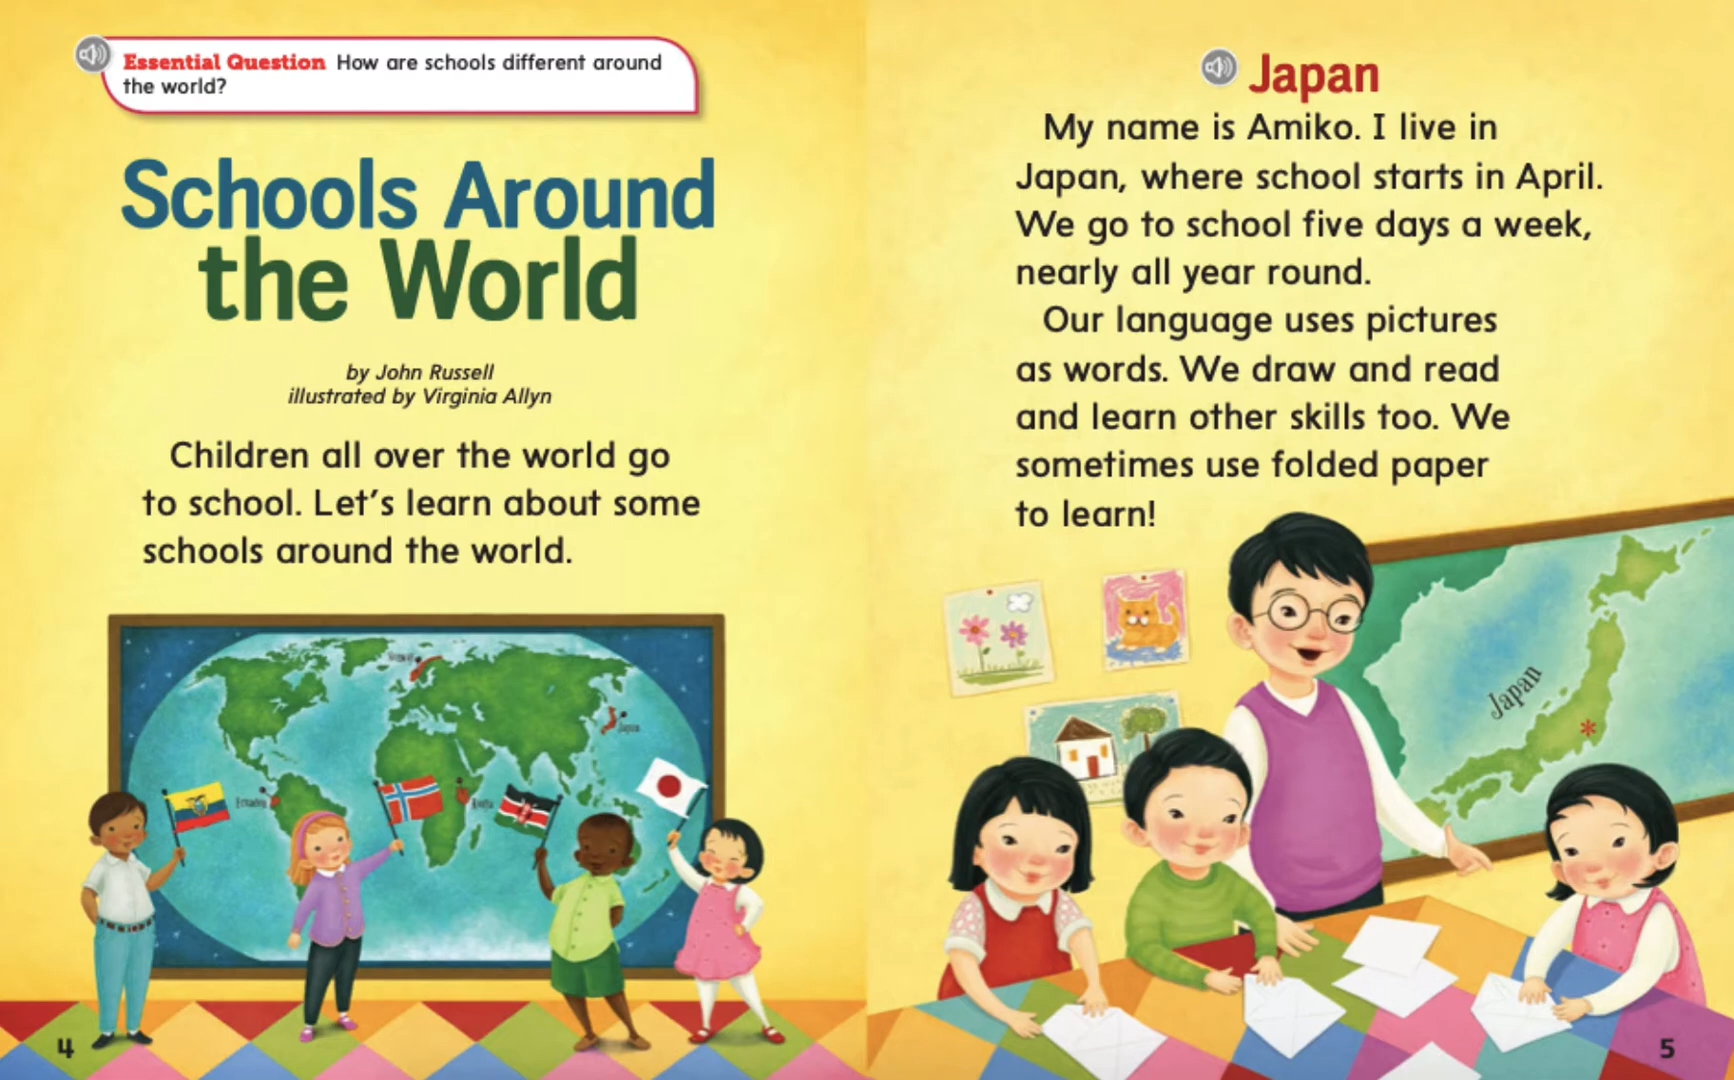 Essential Question How are schools different around
the world?
Schools Around
the World
by John Russell
illustrated by Virginia Allyn
Children all over the world go
to school. Let's learn about some
schools around the world.
Norway
Japan
Ecuador
Kenya
4
Japan
My name is Amiko. I live in
Japan, where school starts in April.
We go to school five days a week,
nearly all year round.
Our language uses pictures
as words. We draw and read
and learn other skills too. We
sometimes use folded paper
to learn!
Japan
5